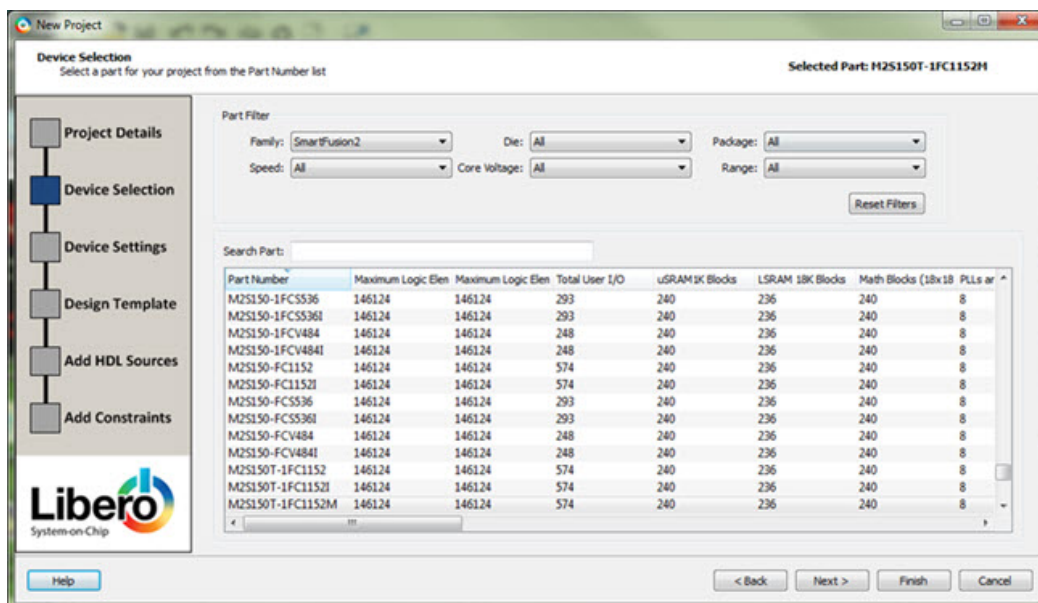 New Project
Device Selection
Select a part for your project from the Part Number list
Selected Part: M2S150T-1FC1152M
Project Details
Device Selection
Device Settings
Design Template
Add HDL Sources
Add Constraints
Libero
System-on-Chip
Part Filter
Family: SmartFusion2 Die: All Package: All
Speed: All Core Voltage: All Range: All
Reset Filters
Search Part:
Part Number Maximum Logic Elen Maximum Logic Elen Total User I/O uSRAM1K Blocks LSRAM 18K Blocks Math Blocks (18x18 PLLs ar
M2S150-1FCS536 146124 146124 293 240 236 240 8
M2S150-1FCS536I 146124 146124 293 240 236 240 8
M2S150-1FCV484 146124 146124 248 240 236 240 8
M2S150-1FCV484I 146124 146124 248 240 236 240 8
M2S150-FC1152 146124 146124 574 240 236 240 8
M2S150-FC1152I 146124 146124 574 240 236 240 8
M2S150-FCS536 146124 146124 293 240 236 240 8
M2S150-FCS536I 146124 146124 293 240 236 240 8
M2S150-FCV484 146124 146124 248 240 236 240 8
M2S150-FCV484I 146124 146124 248 240 236 240 8
M2S150T-1FC1152 146124 146124 574 240 236 240 8
M2S150T-1FC1152I 146124 146124 574 240 236 240 8
M2S150T-1FC1152M 146124 146124 574 240 236 240 8
Help < Back Next > Finish Cancel